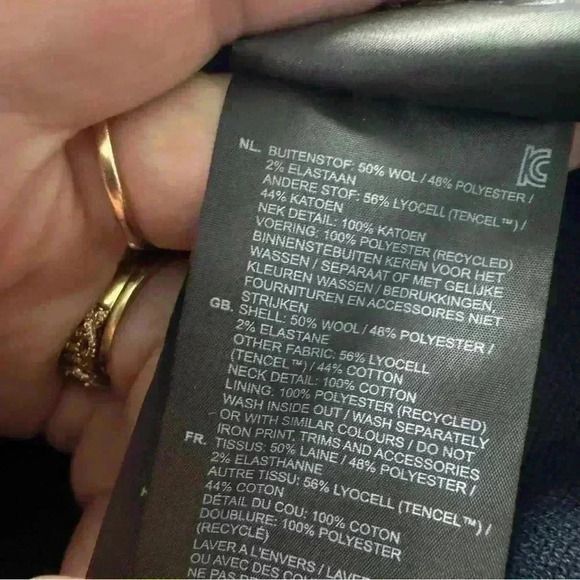 NL. BUITENSTOF: 50% WOL / 48% POLYESTER /
2% ELASTAAN
ANDERE STOF: 56% LYOCELL (TENCEL™) /
44% KATOEN
NEK DETAIL: 100% KATOEN
VOERING: 100% POLYESTER (RECYCLED)
BINNENSTEBUITEN KEREN VOOR HET
WASSEN / SEPARAAT OF MET GELIJKE
KLEUREN WASSEN / BEDRUKKINGEN,
FOURNITUREN EN ACCESSOIRES NIET
STRIJKEN
GB. SHELL: 50% WOOL / 48% POLYESTER /
2% ELASTANE
OTHER FABRIC: 56% LYOCELL
(TENCEL™) / 44% COTTON
NECK DETAIL: 100% COTTON
LINING: 100% POLYESTER (RECYCLED)
WASH INSIDE OUT / WASH SEPARATELY
OR WITH SIMILAR COLOURS / DO NOT
IRON PRINT, TRIMS AND ACCESSORIES
FR. TISSUS: 50% LAINE / 48% POLYESTER /
2% ELASTHANNE
AUTRE TISSU: 56% LYOCELL (TENCEL™) /
44% COTON
DÉTAIL DU COU: 100% COTON
DOUBLURE: 100% POLYESTER
(RECYCLÉ)
LAVER A L'ENVERS / LAVER
OU AVEC DES